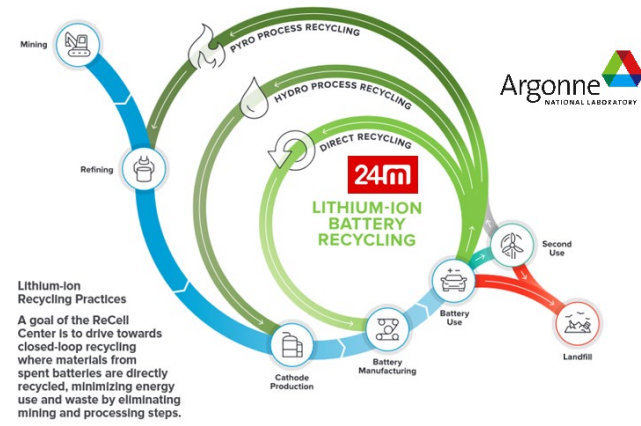 Mining
PYRO PROCESS RECYCLING
HYDRO PROCESS RECYCLING
DIRECT RECYCLING
Argonne
NATIONAL LABORATORY
24m
LITHIUM-ION
BATTERY
RECYCLING
Refining
Second
Use
Battery
Use
Landfill
Battery
Manufacturing
Cathode
Production
Lithium-ion
Recycling Practices
A goal of the ReCell
Center is to drive towards
closed-loop recycling
where materials from
spent batteries are directly
recycled, minimizing energy
use and waste by eliminating
mining and processing steps.